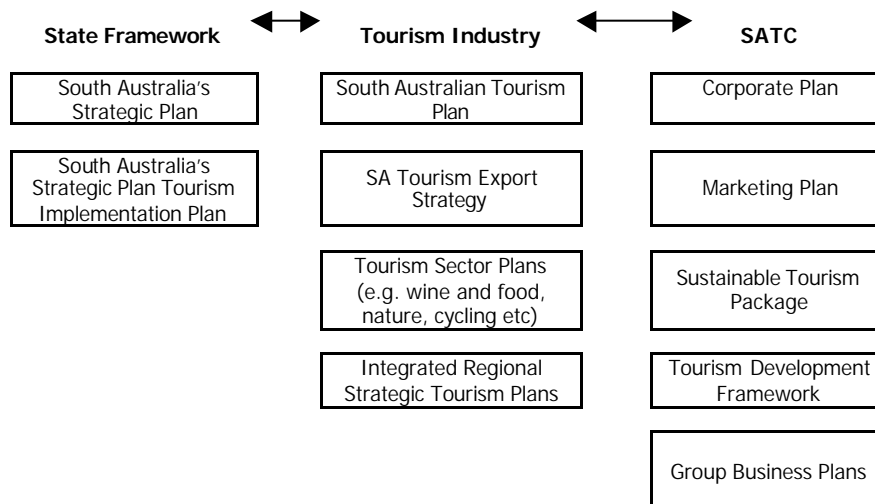 State Framework
Tourism Industry
SATC
South Australia's
Strategic Plan
South Australian Tourism
Plan
Corporate Plan
South Australia's
Strategic Plan Tourism
Implementation Plan
SA Tourism Export
Strategy
Marketing Plan
Tourism Sector Plans
(e.g. wine and food,
nature, cycling etc)
Sustainable Tourism
Package
Integrated Regional
Strategic Tourism Plans
Tourism Development
Framework
Group Business Plans